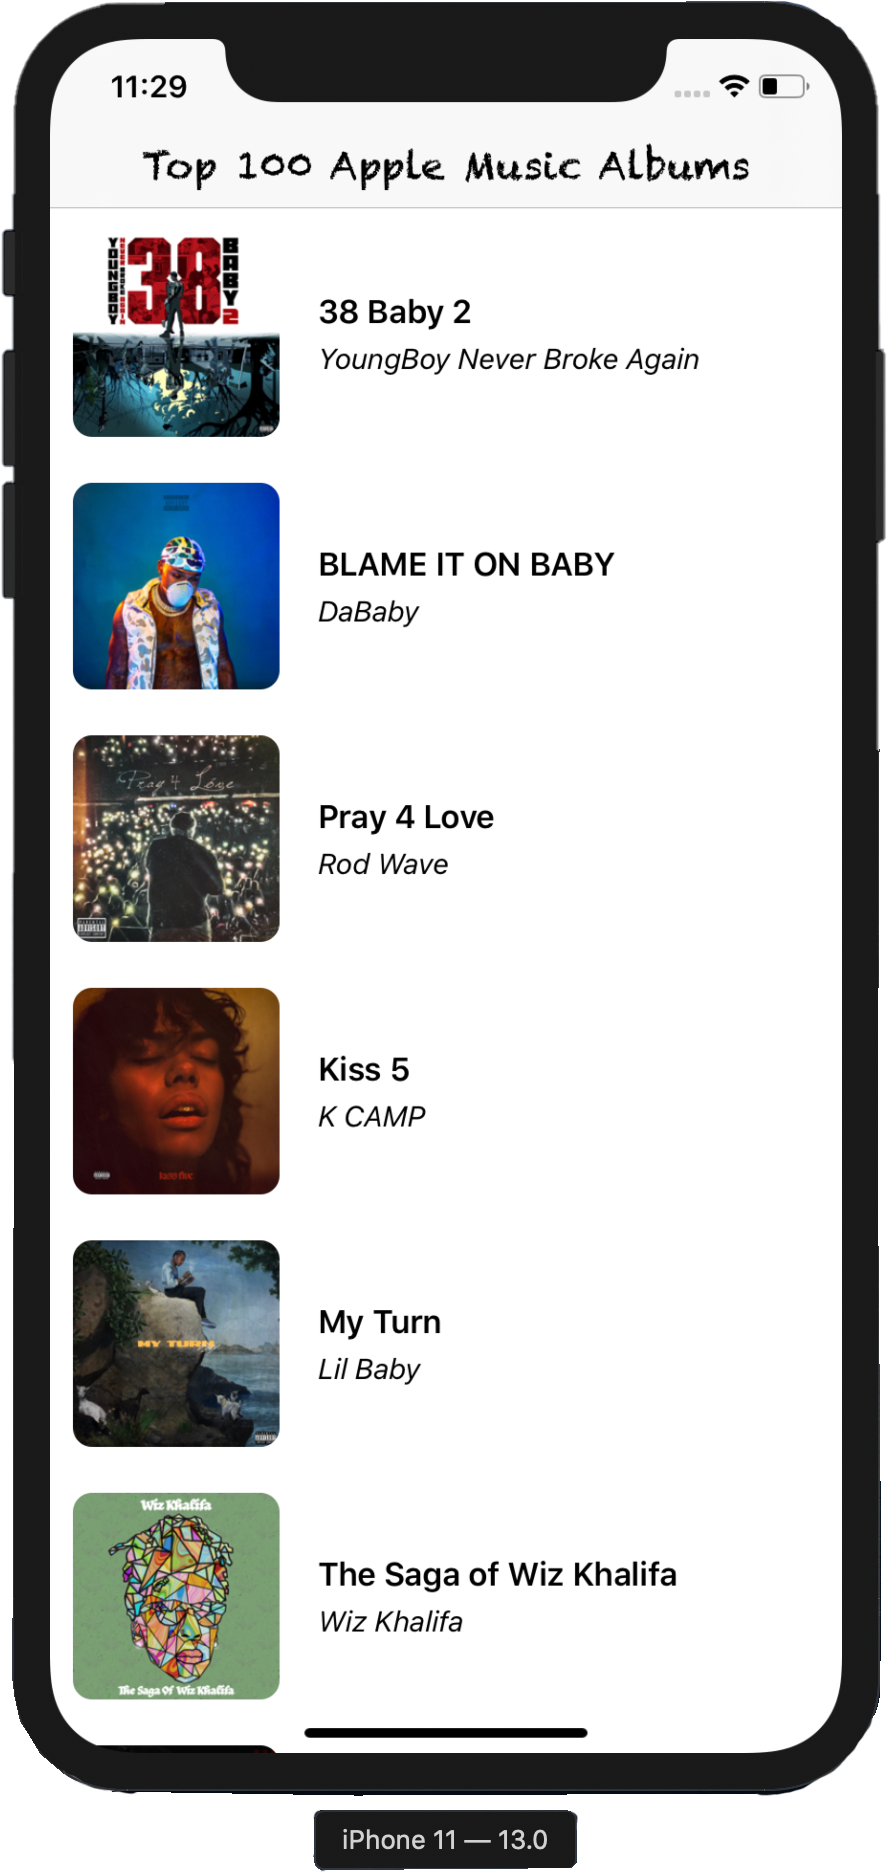 11:29
Top 100 Apple Music Albums
YOUNGBOY
38
BABY
2
38 Baby 2
YoungBoy Never Broke Again
BLAME IT ON BABY
DaBaby
Pray 4 Love
Pray 4 Love
Rod Wave
Kiss 5
K CAMP
MY TURN
My Turn
Lil Baby
Wiz Khalifa
The Saga Of Wiz Khalifa
The Saga of Wiz Khalifa
Wiz Khalifa
iPhone 11 — 13.0